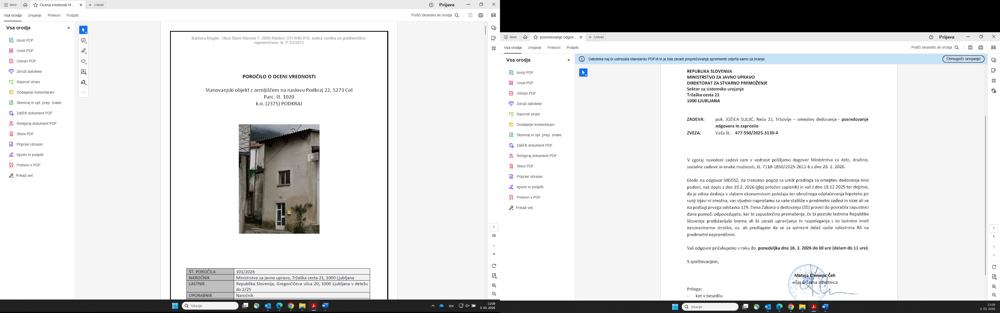 Meni
Ocena vrednosti HI ...
Ustvari
Prijava
Vsa orodja
Urejanje
Pretvori
Podpiši
Poišči besedilo ali orodja
Vsa orodja
Izvozi PDF
Uredi PDF
Ustvari PDF
Združi datoteke
Razvrsti strani
Dodajanje komentarjev
Skeniraj in opt. prep. znake
Zaščiti dokument PDF
Redigiraj dokument PDF
Stisni PDF
Pripravi obrazec
Izpolni in podpiši
Pretvori v PDF
Prikaži več
Barbara Klugler, Ulica Slave Klavore 7, 2000 Maribor, 031/640-816, sodna cenilka za gradbeništvo-
nepremičnine, št. P-53/2015
POROČILO O OCENI VREDNOSTI
Stanovanjski objekt z zemljiščem na naslovu Podkraj 22, 5273 Col
Parc. št. 1020
k.o. (2375) PODKRAJ
ŠT. POROČILA 101/2026
NAROČNIK Ministrstvo za javno upravo, Tržaška cesta 21, 1000 Ljubljana
LASTNIK Republika Slovenija, Gregorčičeva ulica 20, 1000 Ljubljana v deležu
do 2/25
UPORABNIK Naročnik
1
38
Iskanje
SLV
11:09
3. 03. 2026
Meni
posredovanje odgov...
Ustvari
Prijava
Vsa orodja
Urejanje
Pretvori
Podpiši
Poišči besedilo ali orodja
Vsa orodja
Datoteka naj bi ustrezala standardu PDF/A in je bila zaradi preprečevanja sprememb odprta samo za branje.
Omogoči urejanje
Izvozi PDF
Uredi PDF
Ustvari PDF
Združi datoteke
Razvrsti strani
Dodajanje komentarjev
Skeniraj in opt. prep. znake
Zaščiti dokument PDF
Redigiraj dokument PDF
Stisni PDF
Pripravi obrazec
Izpolni in podpiši
Pretvori v PDF
Prikaži več
REPUBLIKA SLOVENIJA
MINISTRSTVO ZA JAVNO UPRAVO
DIREKTORAT ZA STVARNO PREMOŽENJE
Sektor za sistemsko urejanje
Tržaška cesta 21
1000 LJUBLJANA
ZADEVA: pok. JOŽICA SULJIĆ, Neža 22, Trbovlje – omejitev dedovanja - posredovanje
odgovora in zaprosilo
ZVEZA: Vaša št.: 477-550/2025-3130-4
V zgoraj navedeni zadevi vam v vednost pošiljamo dogovor Ministrstva za delo, družino,
socialne zadeve in enake možnosti, št. 7110-1850/2025-2611-6 z dne 26. 2. 2026.
Glede na odgovor MDDSZ, da trenutno pogoji za umik predloga za omejitev dedovanja niso
podani, naš dopis z dne 19.2. 2026 (glej priložen zapisnik) in vaš z dne 18.12.2025 ter dejstvo,
da je edina dedinja v slabem ekonomskem položaju ter obročnega odplačevanja hipoteke po
svoji izjavi ni zmožna, vas vljudno naprošamo za vaše stališče v predmetni zadevi in sicer ali se
na podlagi prvega odstavka 129. člena Zakona o dedovanju (ZD) pravici do povračila zapustnici
dane pomoči odpovedujete, ker bi zapustničino premoženje, če bi postalo lastnina Republike
Slovenije predstavljalo breme ali bi zaradi upravljanja in razpolaganja s to lastnino imeli
nesorazmerne stroške, oz. ali predlagate da se za ustrezni delež vpiše solastnina RS na
predmetni nepremičnini.
Vaš odgovor pričakujemo v roku do ponedeljka dne 16. 3. 2026 do 10 ure (delam do 11 ure).
S spoštovanjem,
Mateja Klemenc Čeh
višja državna odvetnica
Priloga:
- kot v besedilu
1
1
Iskanje
11:09
3. 03. 2026